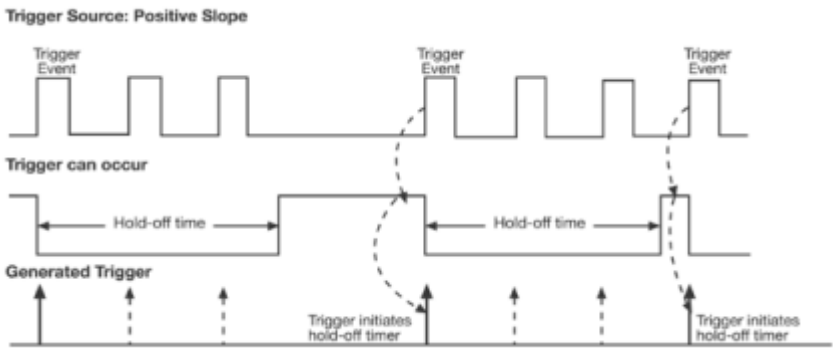 Trigger Source: Positive Slope
Trigger
Event
Trigger
Event
Trigger
Event
Trigger can occur
Hold-off time
Hold-off time
Generated Trigger
Trigger initiates
hold-off timer
Trigger initiates
hold-off timer